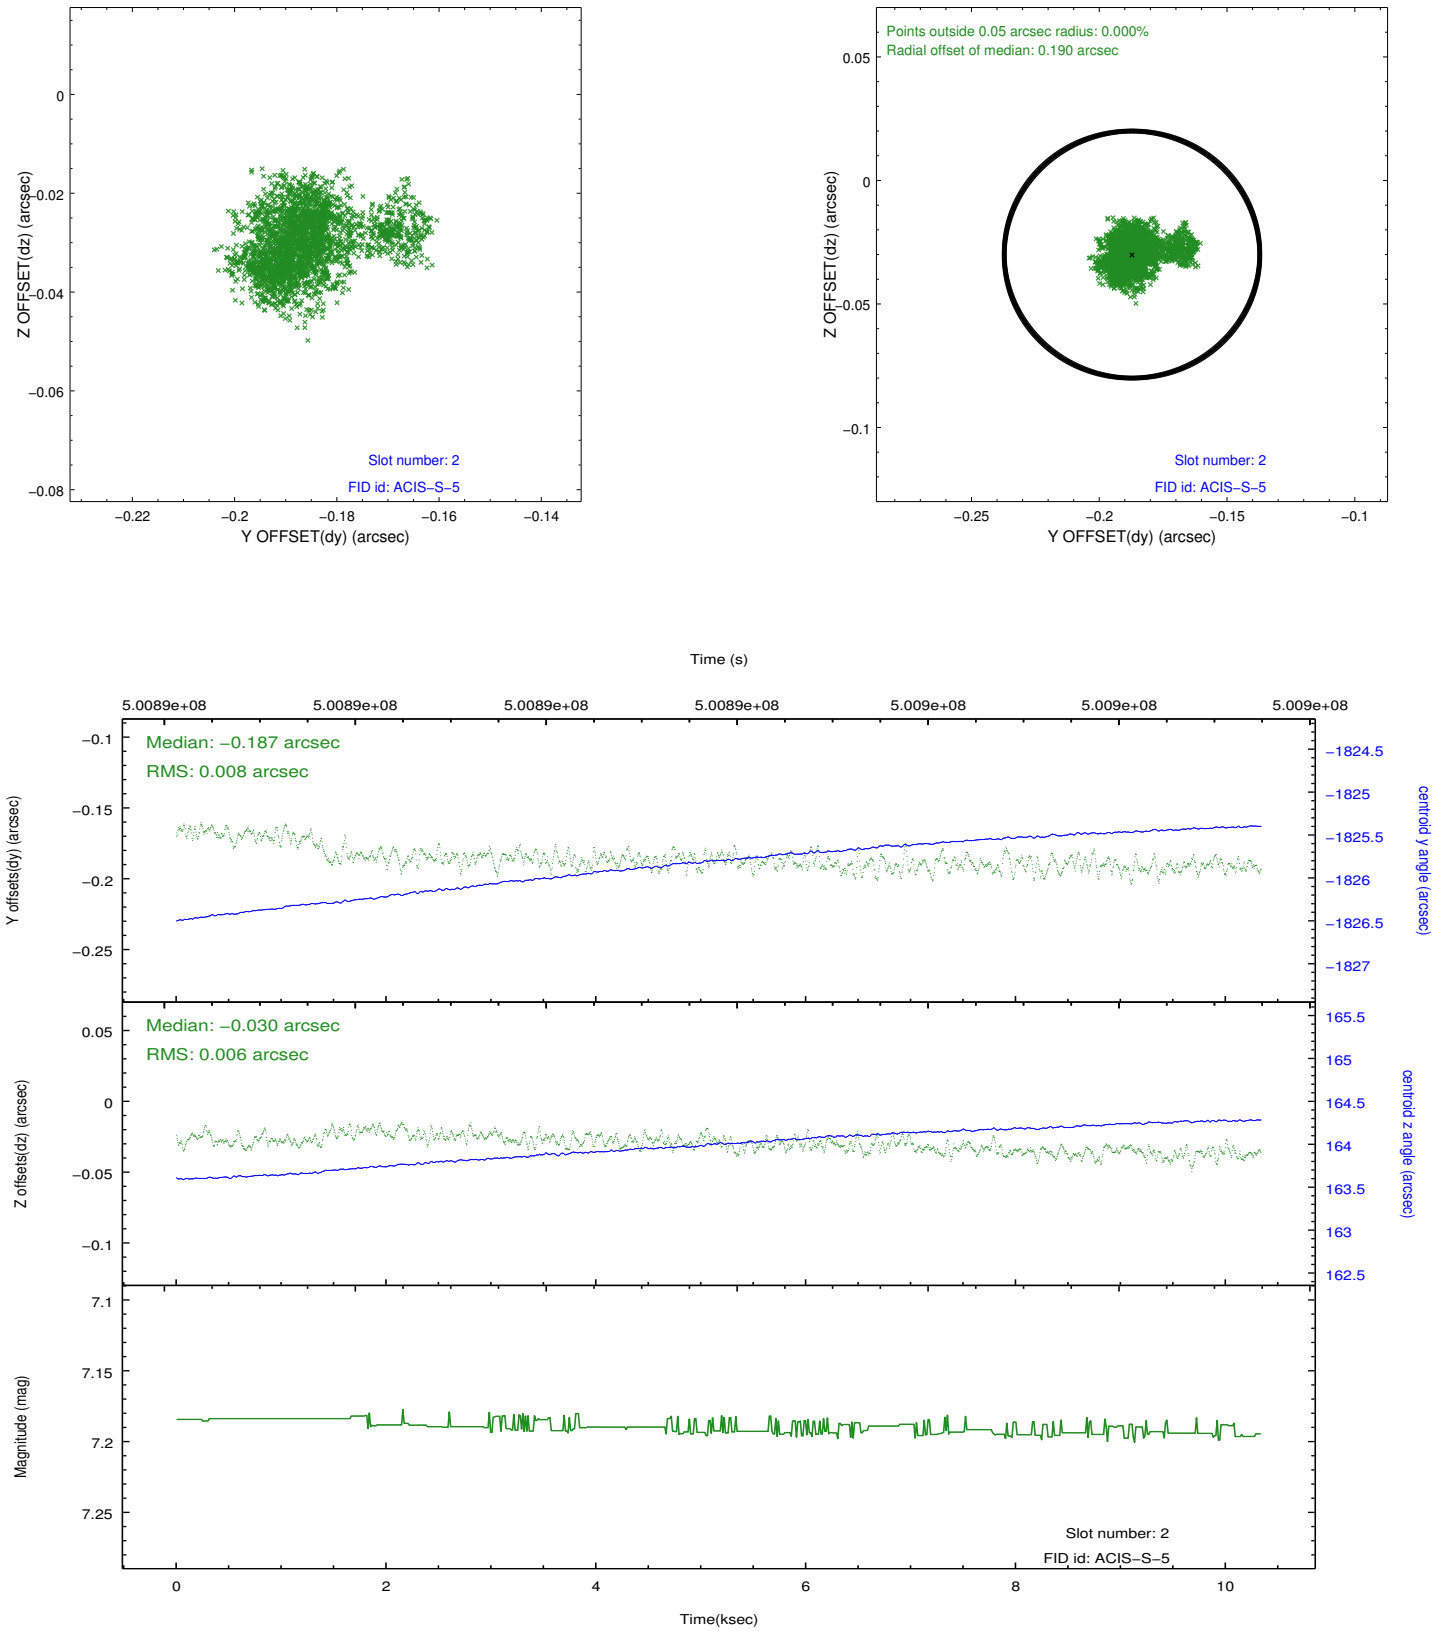 0
−0.02
−0.04
−0.06
−0.08
Z OFFSET(dz) (arcsec)
Slot number: 2
FID id: ACIS−S−5
−0.22
−0.2
−0.18
−0.16
−0.14
Y OFFSET(dy) (arcsec)
Points outside 0.05 arcsec radius: 0.000%
Radial offset of median: 0.190 arcsec
0.05
0
−0.05
−0.1
Z OFFSET(dz) (arcsec)
Slot number: 2
FID id: ACIS−S−5
−0.25
−0.2
−0.15
−0.1
Y OFFSET(dy) (arcsec)
Time (s)
5.0089e+08
5.0089e+08
5.0089e+08
5.0089e+08
5.009e+08
5.009e+08
5.009e+08
Median: −0.187 arcsec
RMS: 0.008 arcsec
−0.1
−0.15
−0.2
−0.25
Y offsets(dy) (arcsec)
−1824.5
−1825
−1825.5
−1826
−1826.5
−1827
centroid y angle (arcsec)
Median: −0.030 arcsec
RMS: 0.006 arcsec
0.05
0
−0.05
−0.1
Z offsets(dz) (arcsec)
165.5
165
164.5
164
163.5
163
162.5
centroid z angle (arcsec)
7.1
7.15
7.2
7.25
Magnitude (mag)
Slot number: 2
FID id: ACIS−S−5
0
2
4
6
8
10
Time(ksec)